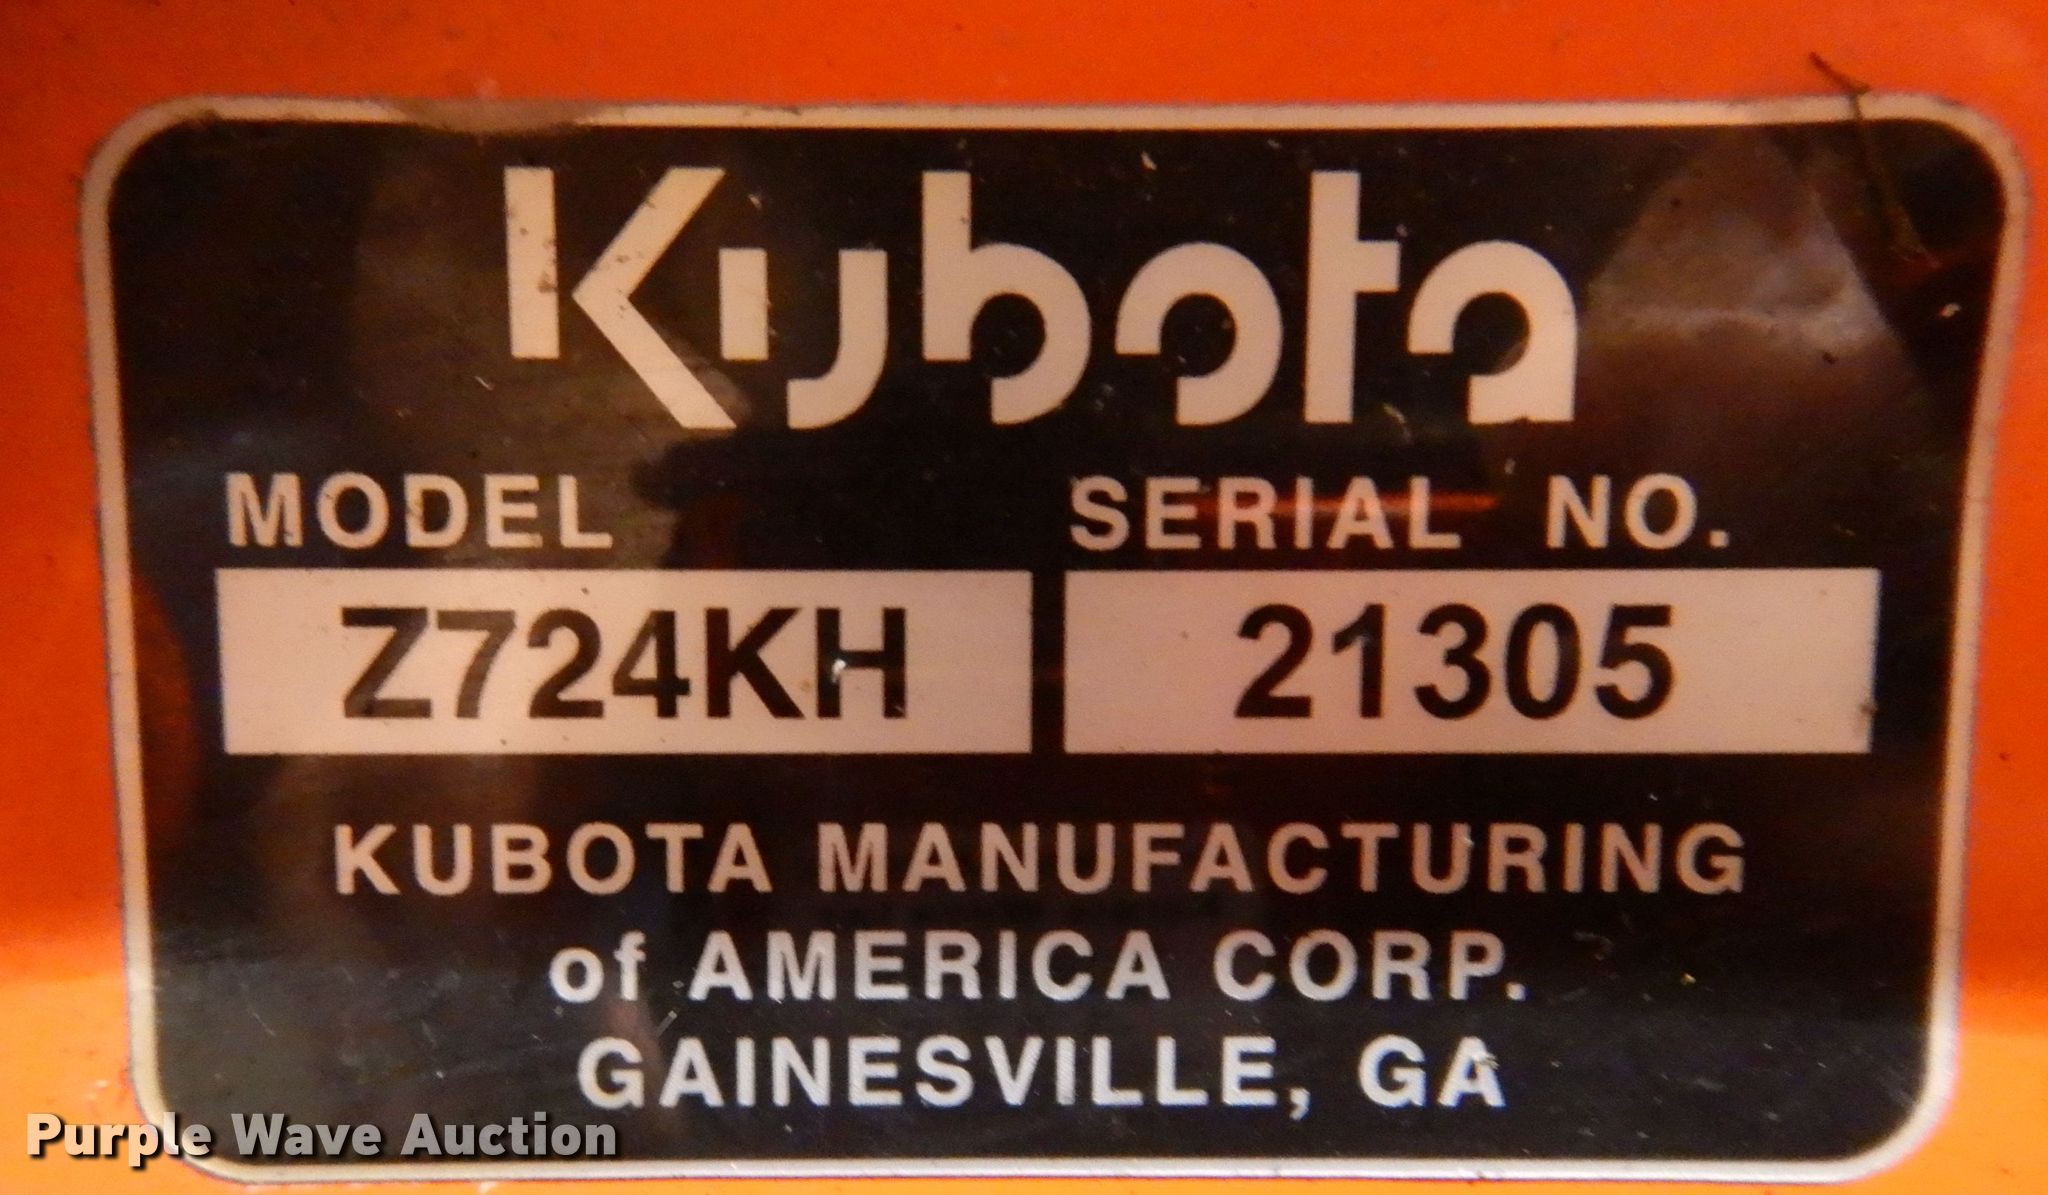 Kubota
MODEL SERIAL NO.
Z724KH 21305
KUBOTA MANUFACTURING
of AMERICA CORP.
GAINESVILLE, GA
Purple Wave Auction